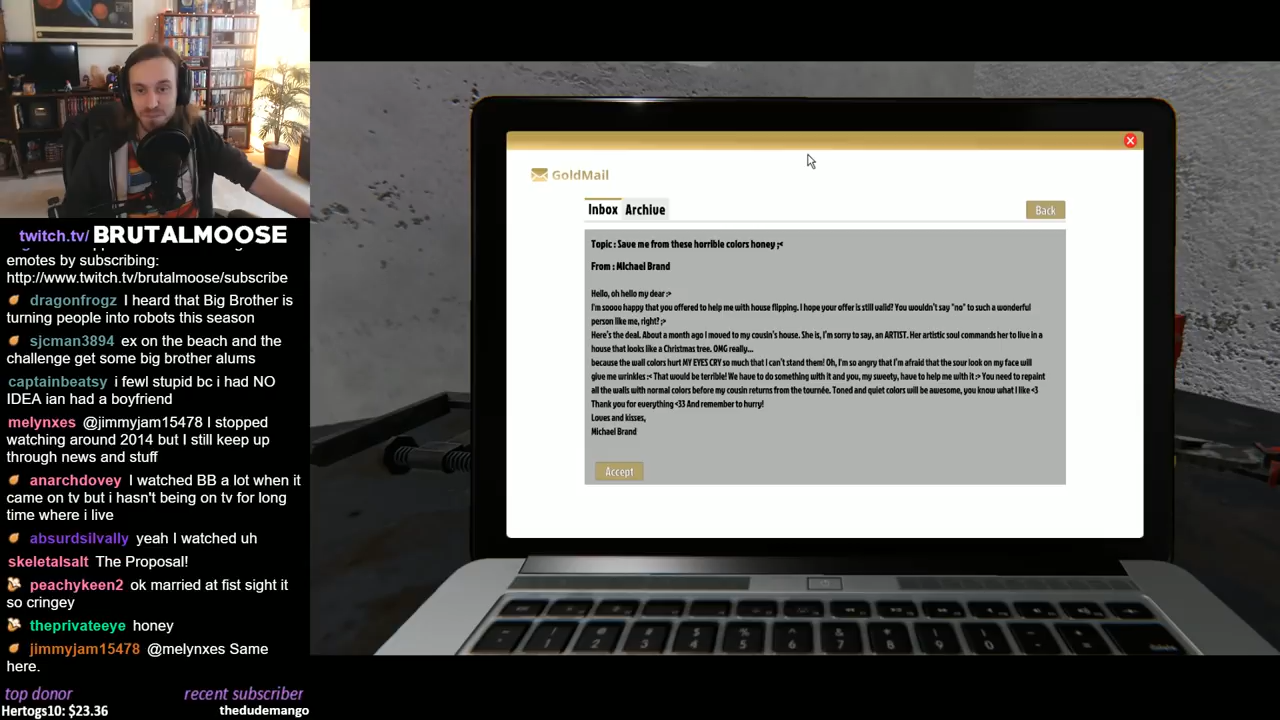 twitch.tv/ BRUTALMOOSE
emotes by subscribing:
http://www.twitch.tv/brutalmoose/subscribe
dragonfrogz I heard that Big Brother is
turning people into robots this season
sjcman3894 ex on the beach and the
challenge get some big brother alums
captainbeatsy i fewl stupid bc i had NO
IDEA ian had a boyfriend
melynxes @jimmyjam15478 I stopped
watching around 2014 but I still keep up
through news and stuff
anarchdovey I watched BB a lot when it
came on tv but i hasn't being on tv for long
time where i live
absurdsilvally yeah I watched uh
skeletalsalt The Proposal!
peachykeen2 ok married at fist sight it
so cringey
theprivateeye honey
jimmyjam15478 @melynxes Same
here.
top donor
recent subscriber
Hertogs10: $23.36
thedudemango
GoldMail
Inbox Archive
Back
Topic : Save me from these horrible colors honey ;<
From : Michael Brand
Hello, oh hello my dear :>
I'm soooo happy that you offered to help me with house flipping. I hope your offer is still valid? You wouldn't say "no" to such a wonderful
person like me, right? ;>
Here's the deal. About a month ago I moved to my cousin's house. She is, I'm sorry to say, an ARTIST. Her artistic soul commands her to live in a
house that looks like a Christmas tree. OMG really...
because the wall colors hurt MY EYES CRY so much that I can't stand them! Oh, I'm so angry that I'm afraid that the sour look on my face will
give me wrinkles :< That would be terrible! We have to do something with it and you, my sweety, have to help me with it :> You need to repaint
all the walls with normal colors before my cousin returns from the tournée. Toned and quiet colors will be awesome, you know what I like <3
Thank you for everything <33 And remember to hurry!
Loves and kisses,
Michael Brand
Accept